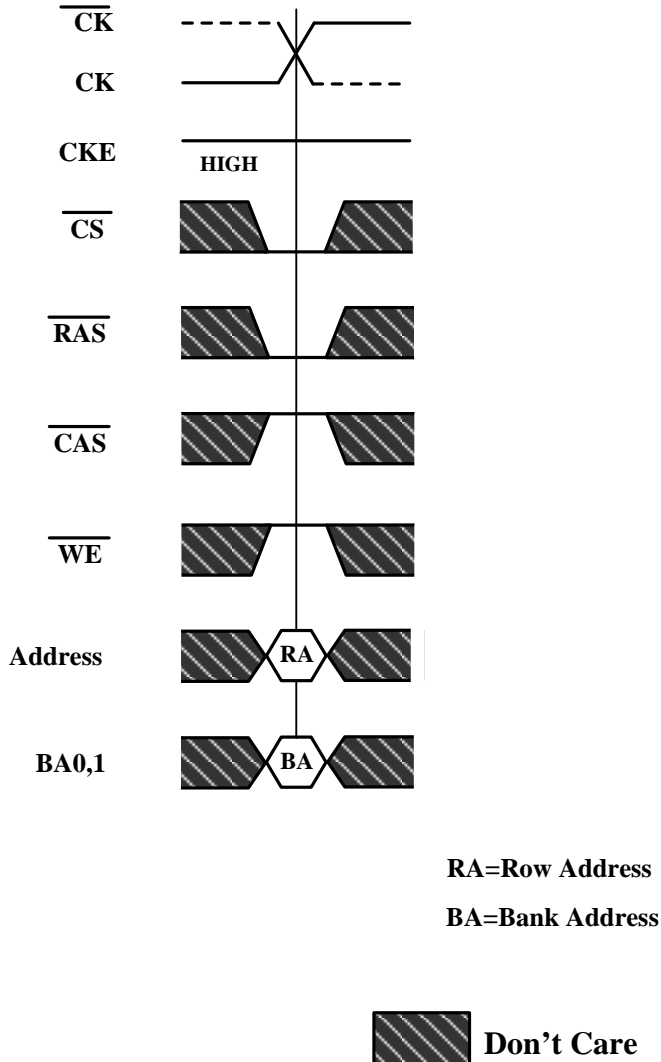 CK
CK
CKE
HIGH
CS
RAS
CAS
WE
Address
RA
BA0,1
BA
RA=Row Address
BA=Bank Address
Don't Care